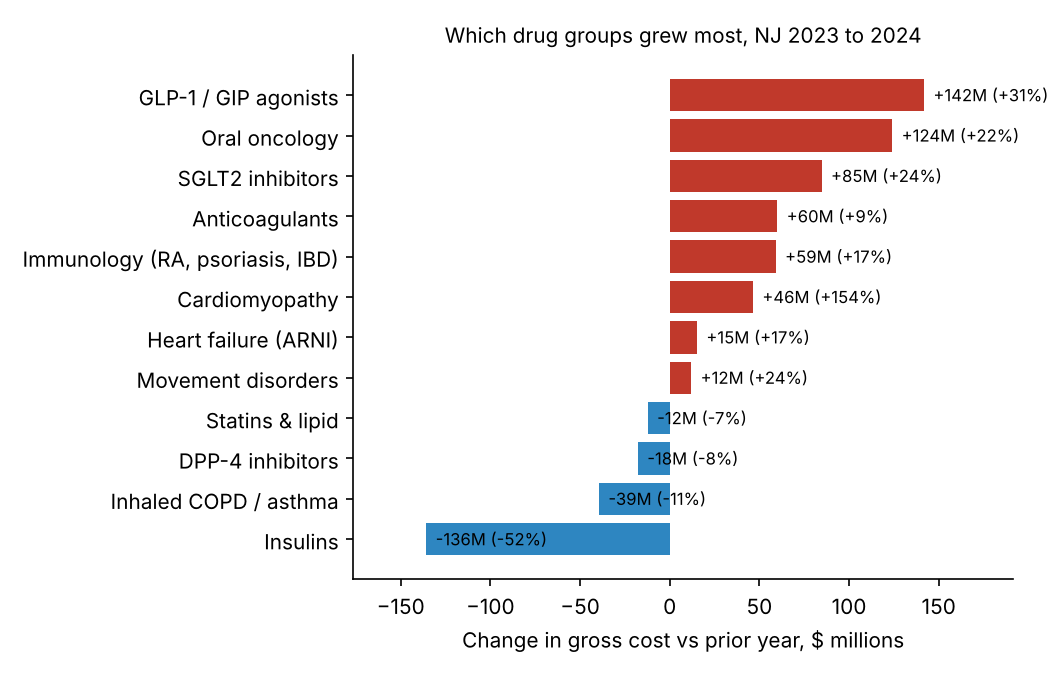 Which drug groups grew most, NJ 2023 to 2024
GLP-1 / GIP agonists +142M (+31%)
Oral oncology +124M (+22%)
SGLT2 inhibitors +85M (+24%)
Anticoagulants +60M (+9%)
Immunology (RA, psoriasis, IBD) +59M (+17%)
Cardiomyopathy +46M (+154%)
Heart failure (ARNI) +15M (+17%)
Movement disorders +12M (+24%)
Statins & lipid -12M (-7%)
DPP-4 inhibitors -18M (-8%)
Inhaled COPD / asthma -39M (-11%)
Insulins -136M (-52%)
−150 −100 −50 0 50 100 150
Change in gross cost vs prior year, $ millions